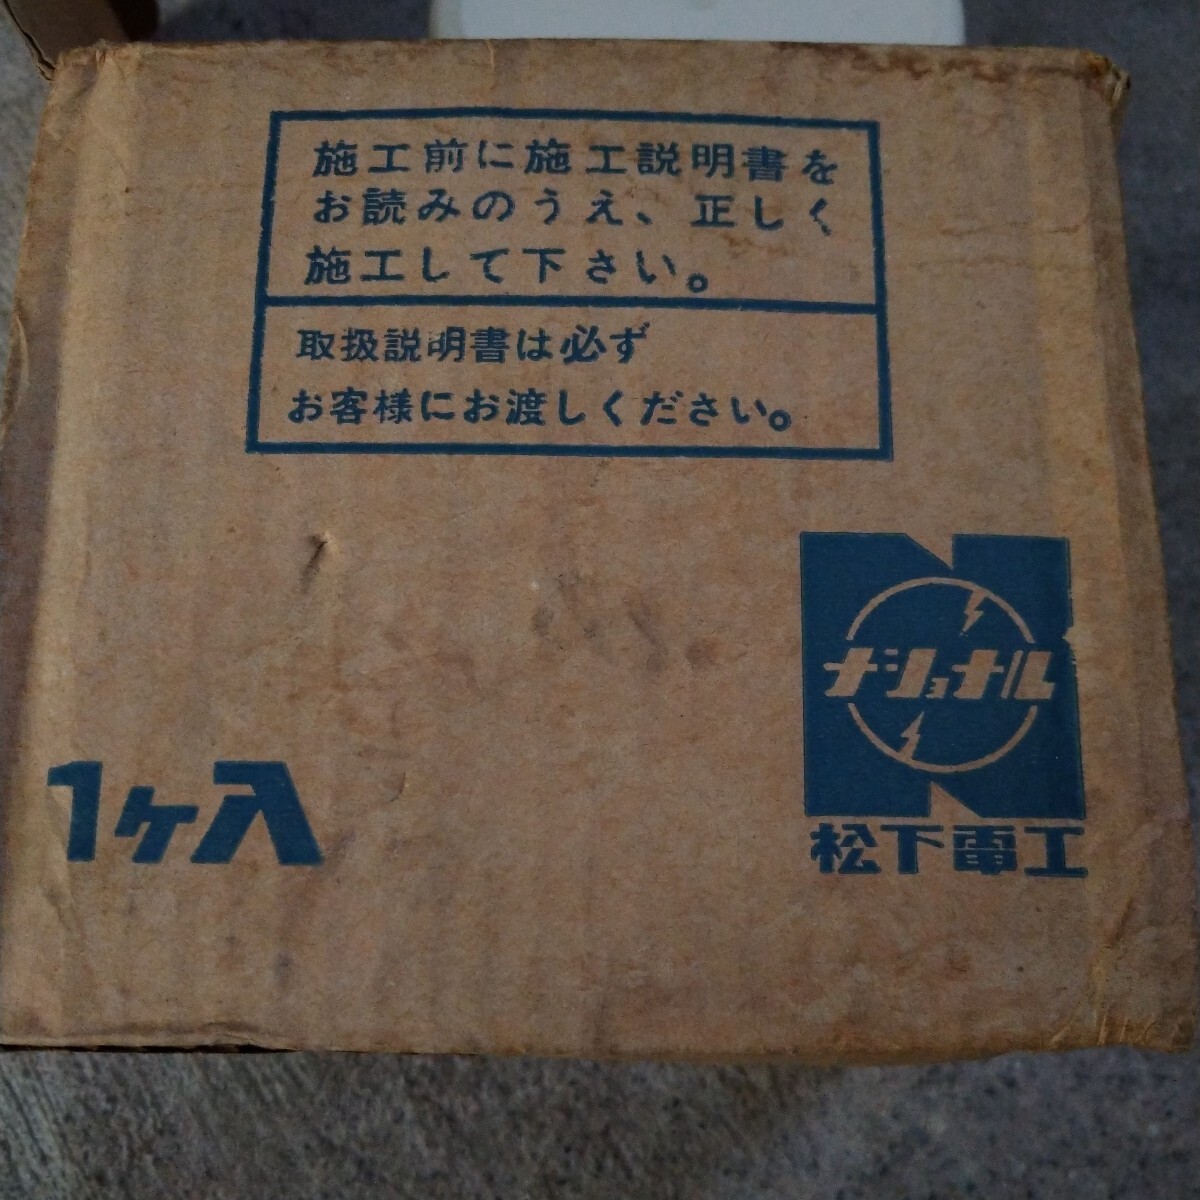 施工前に施工説明書を
お読みのうえ、正しく
施工して下さい。
取扱説明書は必ず
お客様にお渡しください。
ナショナル
1ヶ入
松下電工